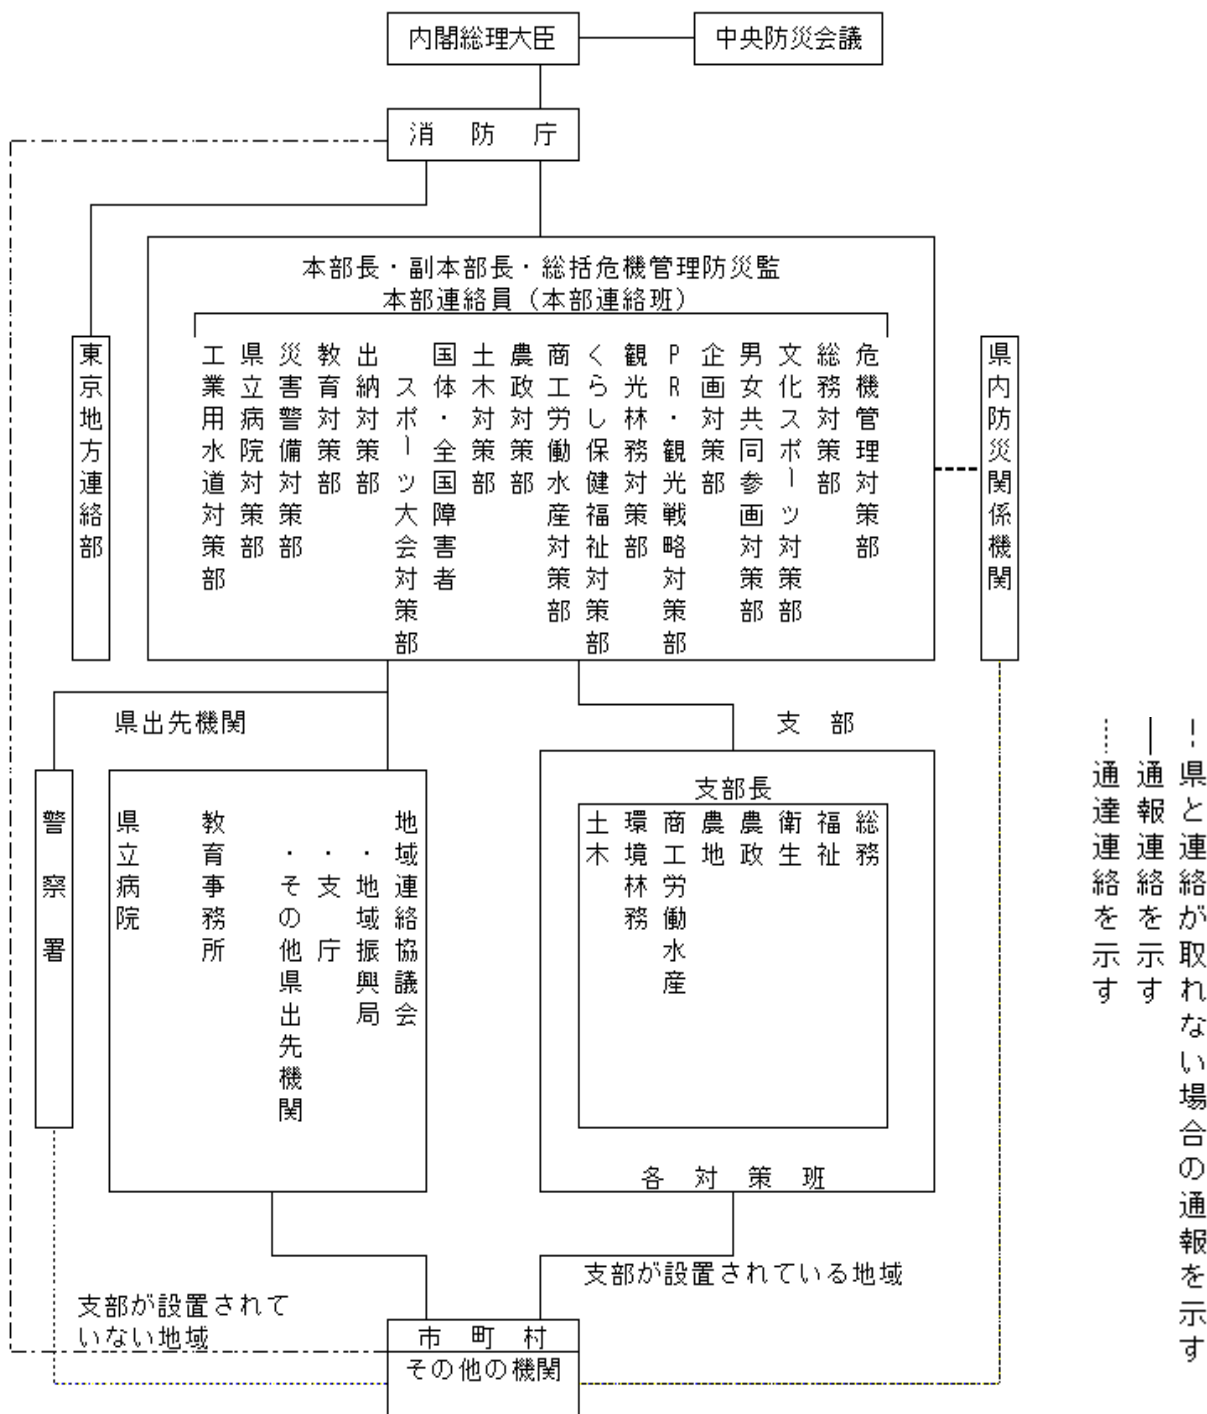 内閣総理大臣
中央防災会議
消防庁
本部長・副本部長・総括危機管理防災監
本部連絡員（本部連絡班）
危機管理対策部
総務対策部
文化スポーツ対策部
男女共同参画対策部
企画対策部
PR・観光戦略対策部
観光林務対策部
くらし保健福祉対策部
商工労働水産対策部
農政対策部
土木対策部
国体・全国障害者
スポーツ大会対策部
出納対策部
教育対策部
災害警備対策部
県立病院対策部
工業用水道対策部
東京地方連絡部
県内防災関係機関
県出先機関
支部
警察署
地域連絡協議会
・地域振興局
・支庁
・その他県出先機関
教育事務所
県立病院
支部長
総務
福祉
衛生
農政
農地
商工労働水産
環境林務
土木
各対策班
支部が設置されて
いない地域
支部が設置されている地域
市町村
その他の機関
県と連絡が取れない場合の通報を示す
通報連絡を示す
通達連絡を示す